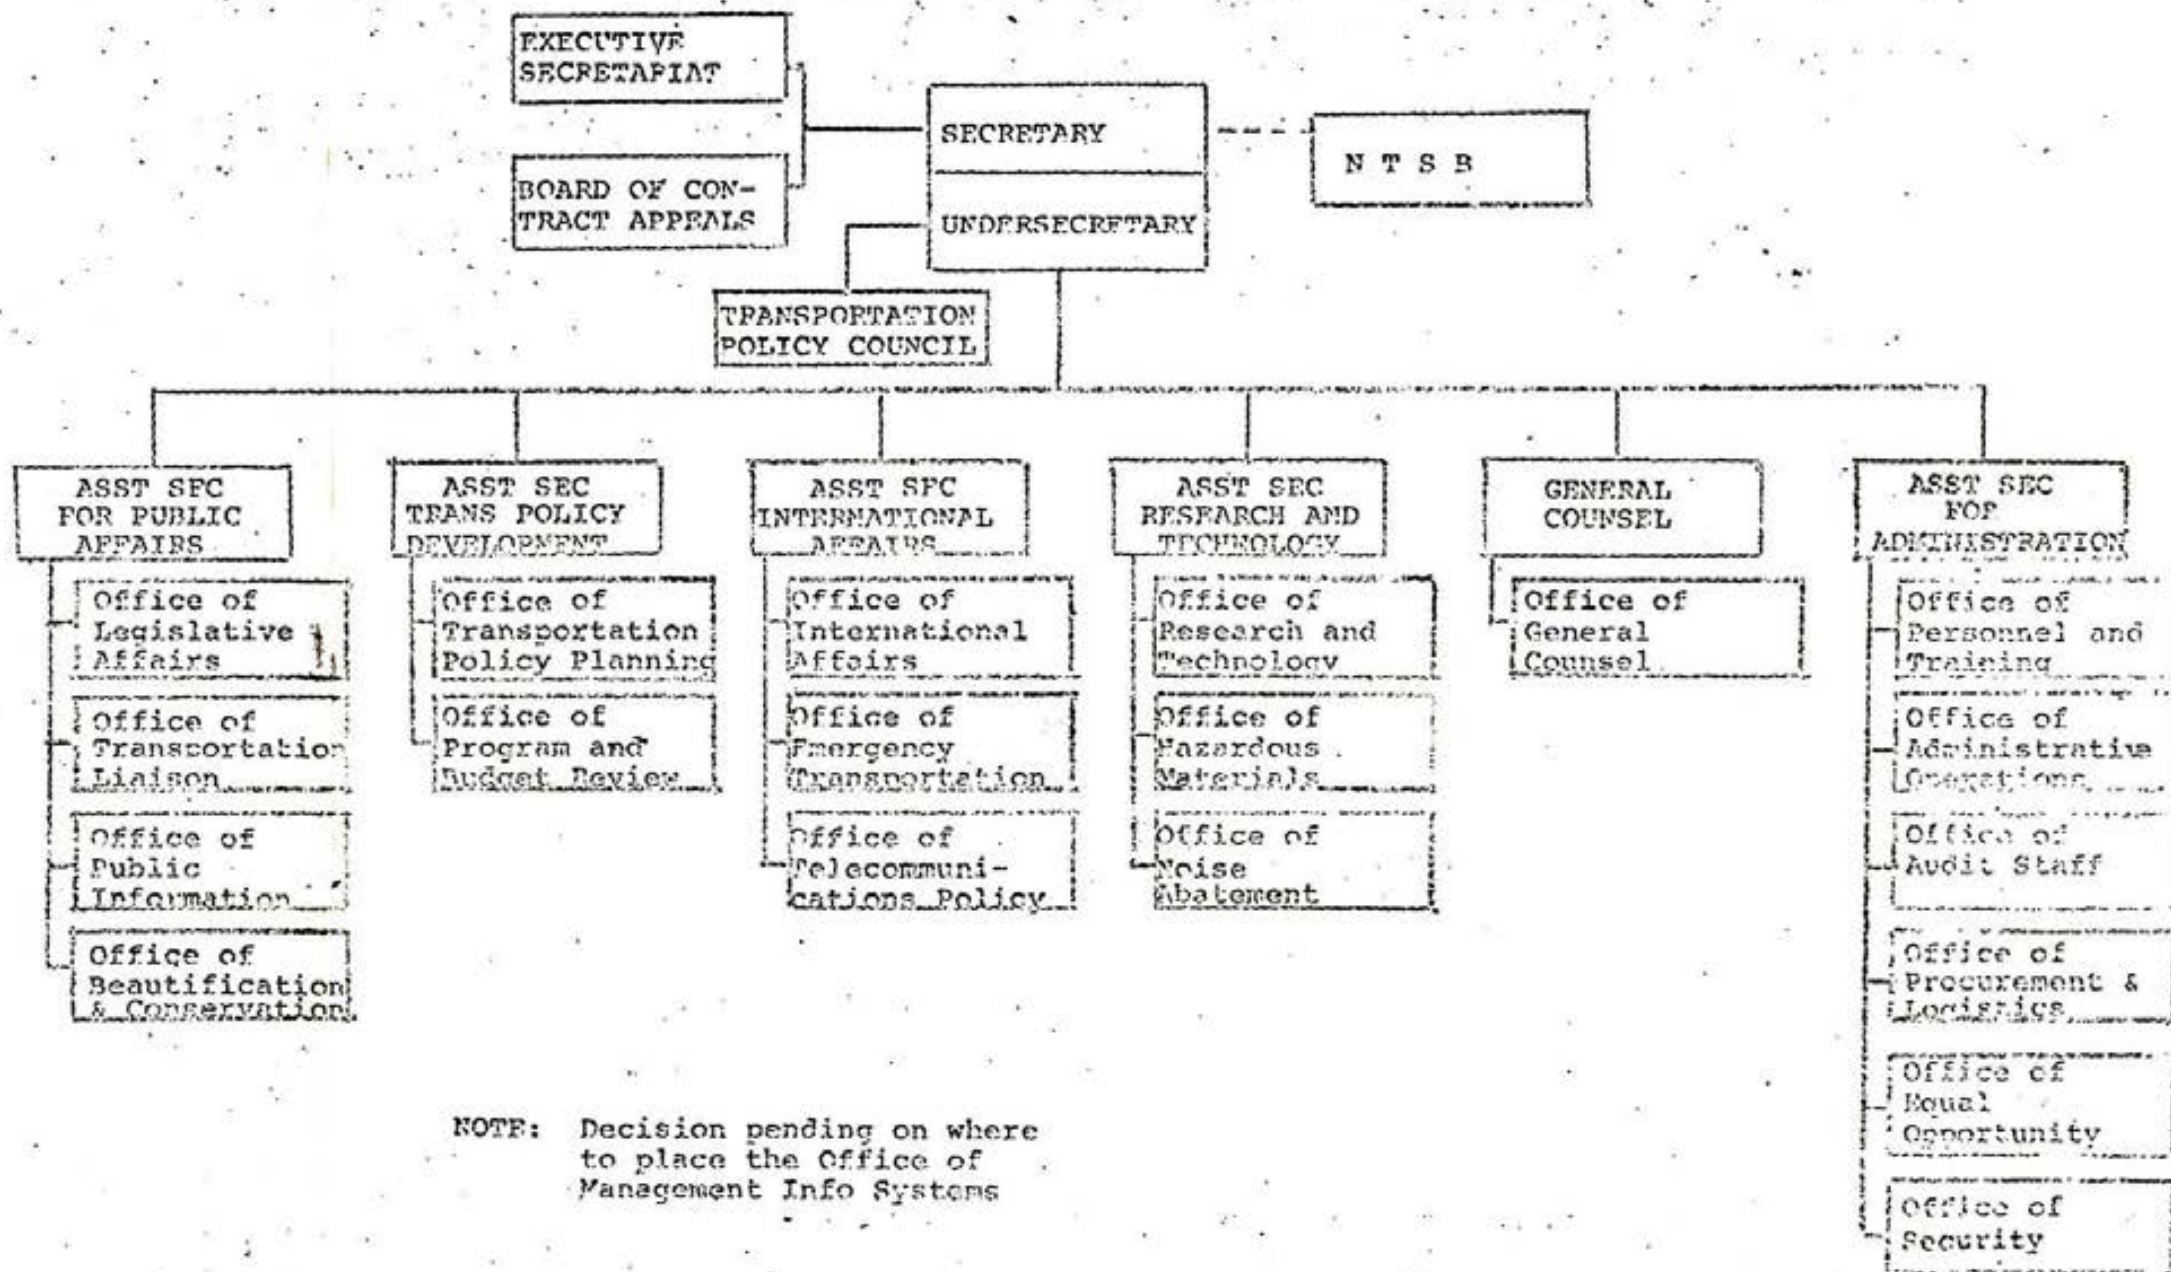 EXECUTIVE
SECRETARIAT
SECRETARY
N T S B
BOARD OF CON-
TRACT APPEALS
UNDERSECRETARY
TRANSPORTATION
POLICY COUNCIL
ASST SEC
FOR PUBLIC
AFFAIRS
Office of
Legislative
Affairs
Office of
Transportation
Liaison
Office of
Public
Information
Office of
Beautification
& Conservation
ASST SEC
TRANS POLICY
DEVELOPMENT
Office of
Transportation
Policy Planning
Office of
Program and
Budget Review
ASST SEC
INTERNATIONAL
AFFAIRS
Office of
International
Affairs
Office of
Emergency
Transportation
Office of
Telecommuni-
cations Policy
ASST SEC
RESEARCH AND
TECHNOLOGY
Office of
Research and
Technology
Office of
Hazardous
Materials
Office of
Noise
Abatement
GENERAL
COUNSEL
Office of
General
Counsel
ASST SEC
FOR
ADMINISTRATION
Office of
Personnel and
Training
Office of
Administrative
Operations
Office of
Audit Staff
Office of
Procurement &
Logistics
Office of
Equal
Opportunity
Office of
Security
NOTE: Decision pending on where
to place the Office of
Management Info Systems